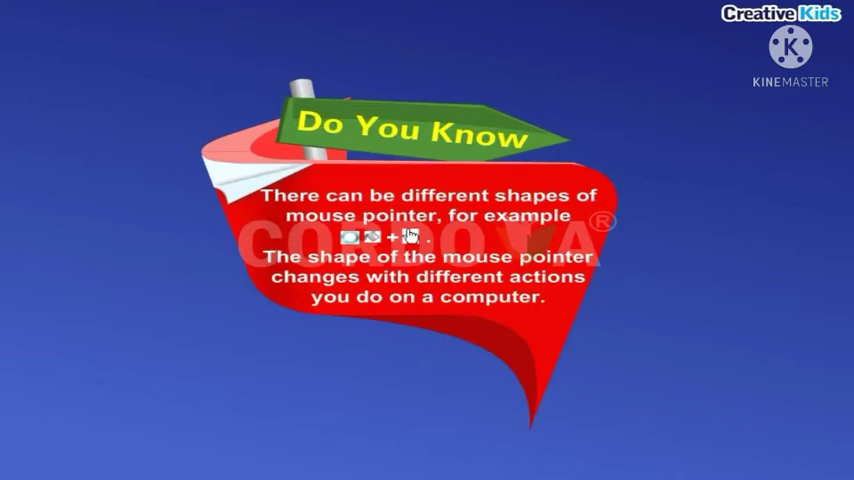 Creative Kids
KINEMASTER
Do You Know
There can be different shapes of
mouse pointer, for example
+ .
The shape of the mouse pointer
changes with different actions
you do on a computer.
CORDOVA®